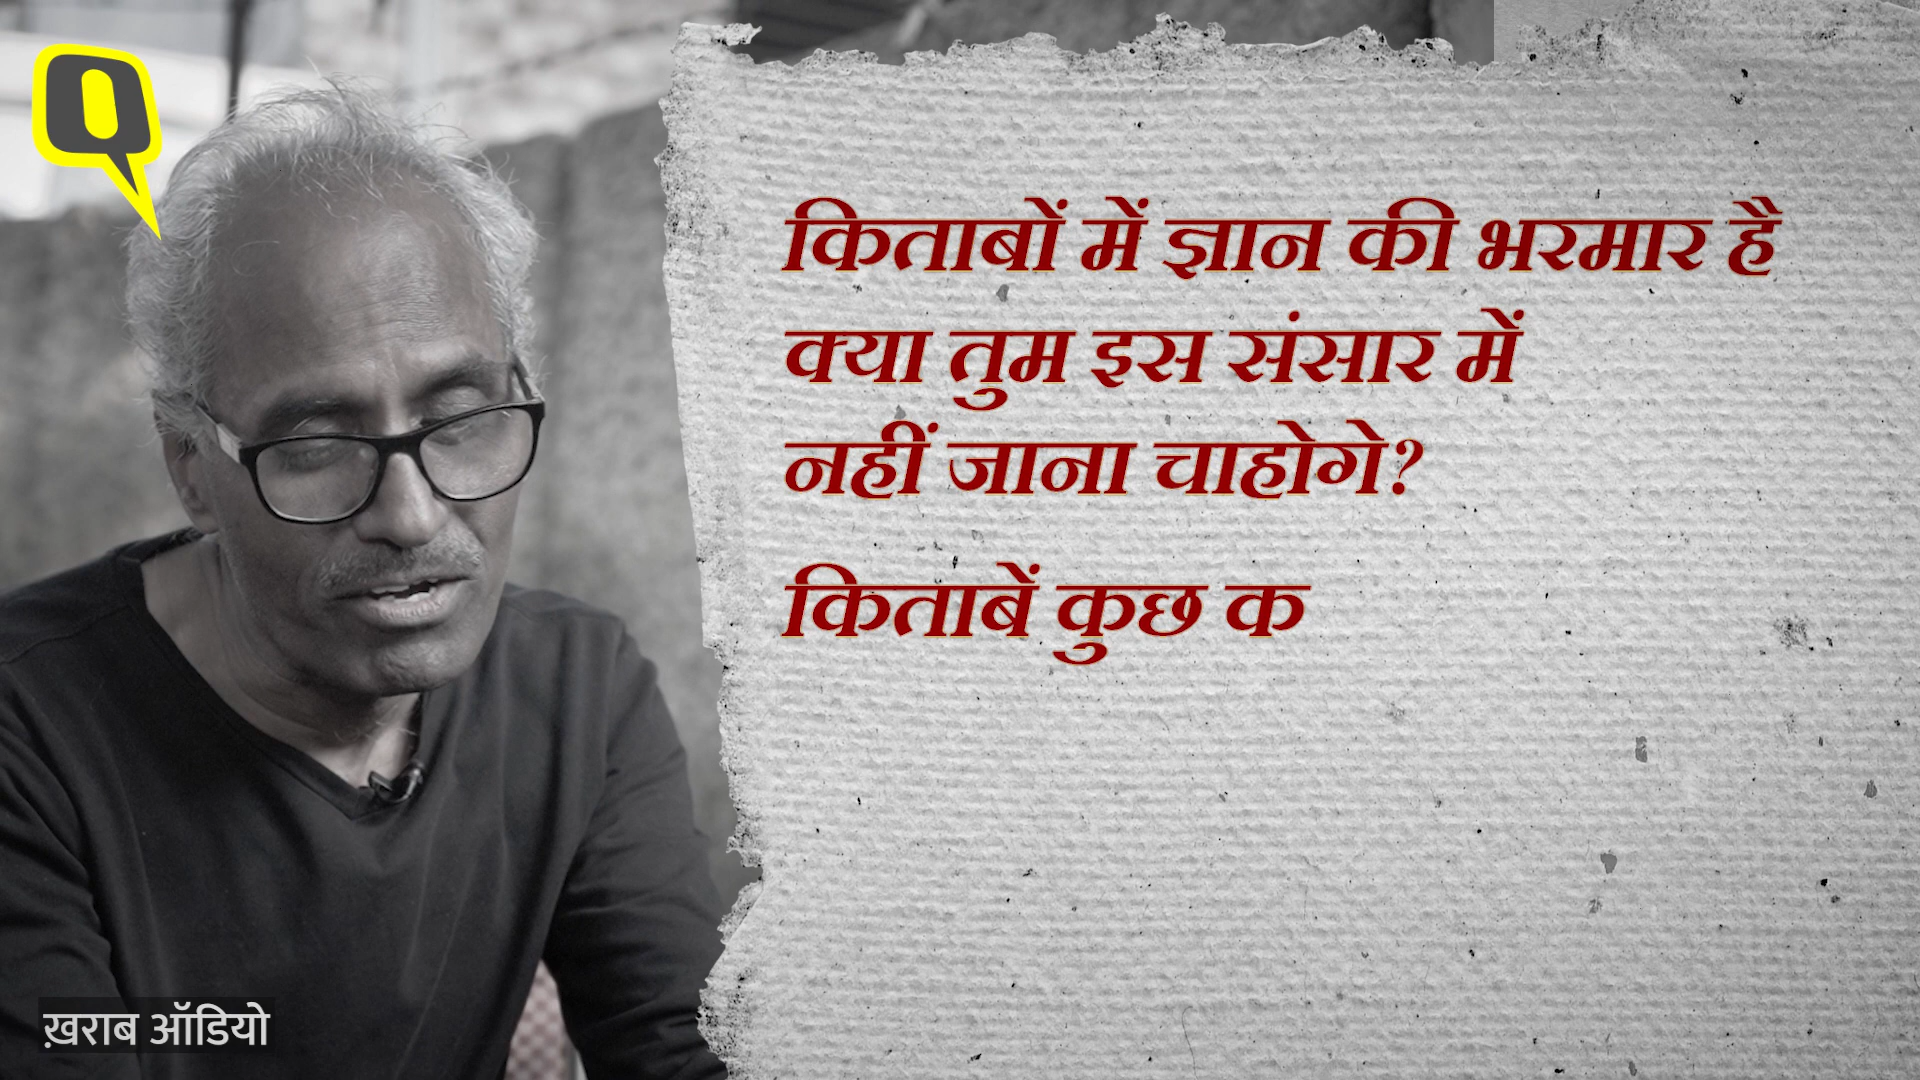 किताबों में ज्ञान की भरमार है
क्या तुम इस संसार में
नहीं जाना चाहोगे?
किताबें कुछ क
ख़राब ऑडियो